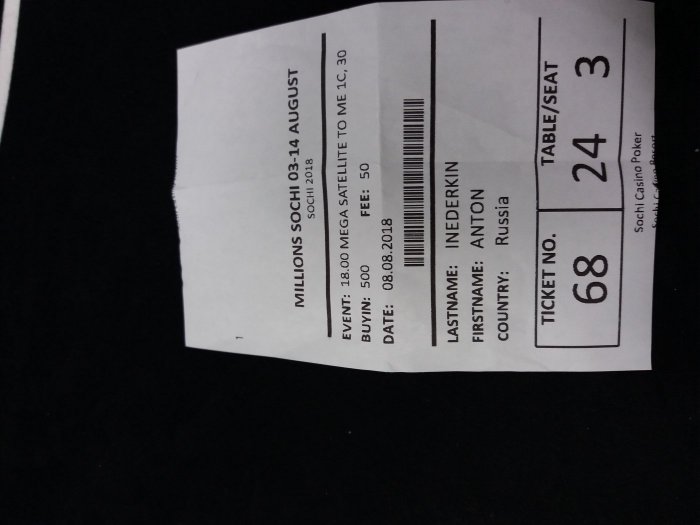 1
MILLIONS SOCHI 03-14 AUGUST
SOCHI 2018
EVENT: 18.00 MEGA SATELLITE TO ME 1C, 30
BUYIN: 500 FEE: 50
DATE: 08.08.2018
LASTNAME: INEDERKIN
FIRSTNAME: ANTON
COUNTRY: Russia
TICKET NO. TABLE/SEAT
68 24 3
Sochi Casino Poker